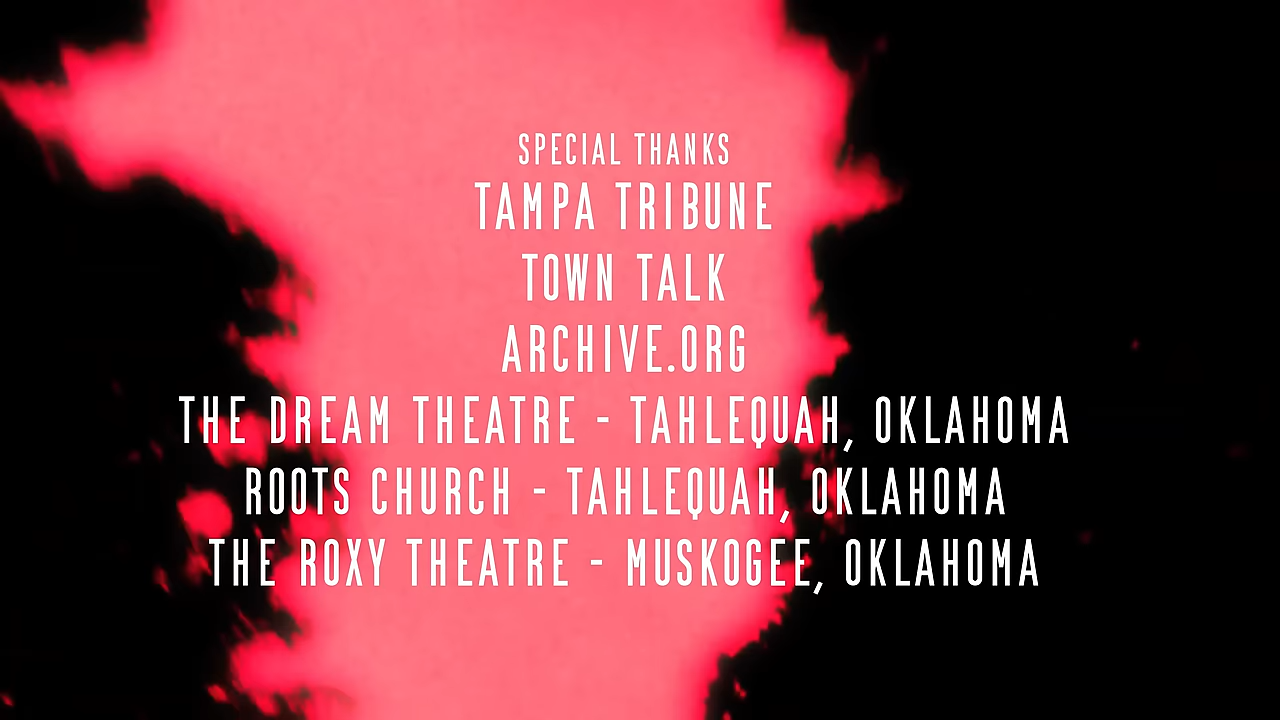 SPECIAL THANKS
TAMPA TRIBUNE
TOWN TALK
ARCHIVE.ORG
THE DREAM THEATRE - TAHLEQUAH, OKLAHOMA
ROOTS CHURCH - TAHLEQUAH, OKLAHOMA
THE ROXY THEATRE - MUSKOGEE, OKLAHOMA